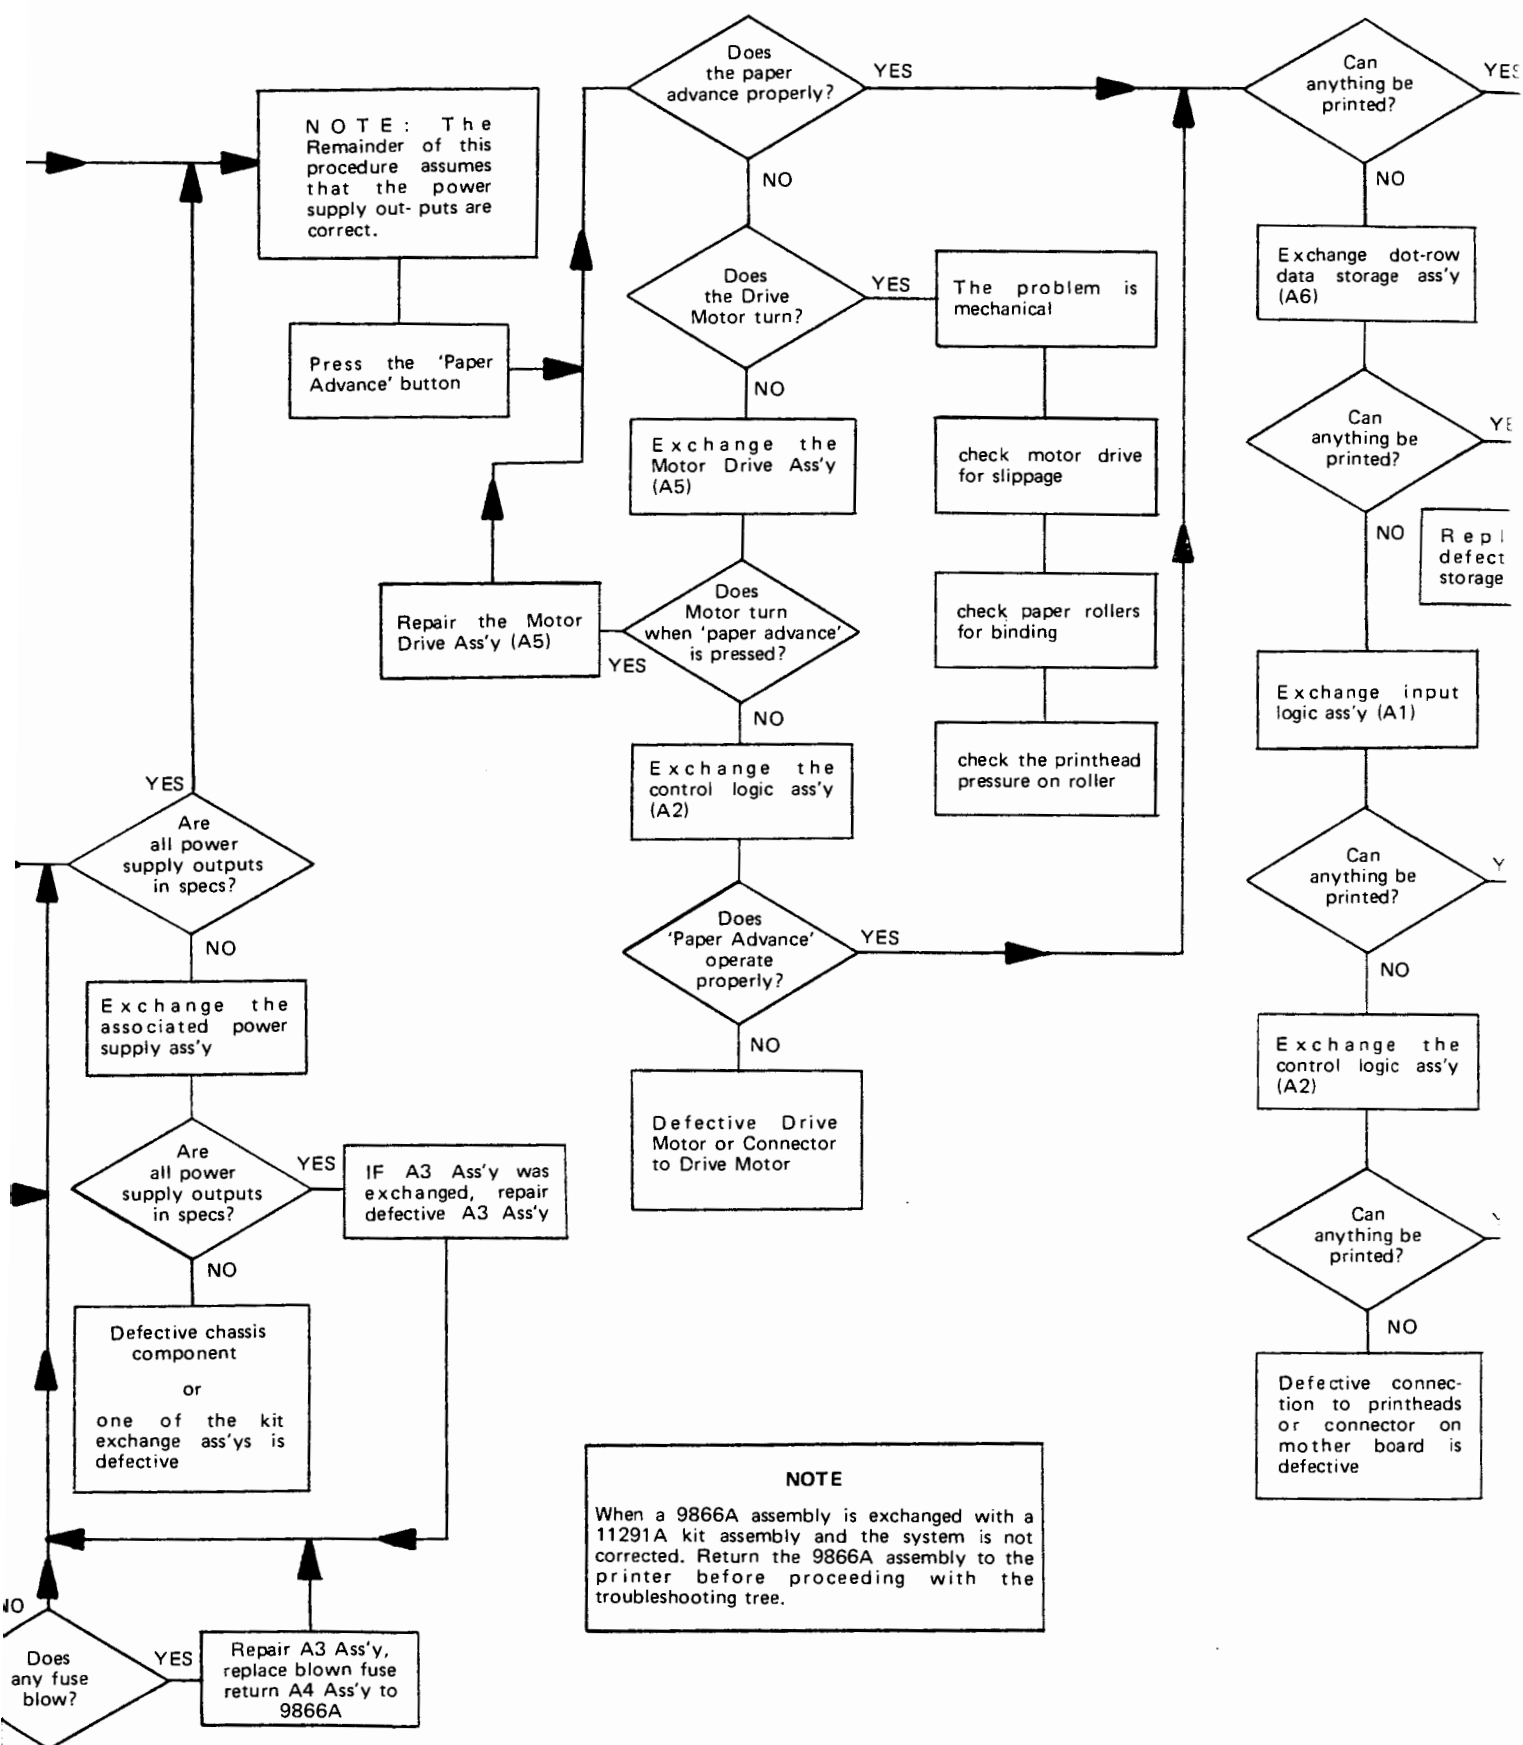 NOTE: The
Remainder of this
procedure assumes
that the power
supply out- puts are
correct.
Press the 'Paper
Advance' button
YES
Are
all power
supply outputs
in specs?
NO
Exchange the
associated power
supply ass'y
Are
all power
supply outputs
in specs?
YES
IF A3 Ass'y was
exchanged, repair
defective A3 Ass'y
NO
Defective chassis
component
or
one of the kit
exchange ass'ys is
defective
NO
Does
any fuse
blow?
YES
Repair A3 Ass'y,
replace blown fuse
return A4 Ass'y to
9866A
Does
the paper
advance properly?
YES
NO
Does
the Drive
Motor turn?
YES
The problem is
mechanical
check motor drive
for slippage
check paper rollers
for binding
check the printhead
pressure on roller
NO
Exchange the
Motor Drive Ass'y
(A5)
Does
Motor turn
when 'paper advance'
is pressed?
YES
Repair the Motor
Drive Ass'y (A5)
NO
Exchange the
control logic ass'y
(A2)
Does
'Paper Advance'
operate
properly?
YES
NO
Defective Drive
Motor or Connector
to Drive Motor
NOTE
When a 9866A assembly is exchanged with a
11291A kit assembly and the system is not
corrected. Return the 9866A assembly to the
printer before proceeding with the
troubleshooting tree.
Can
anything be
printed?
YES
NO
Exchange dot-row
data storage ass'y
(A6)
Can
anything be
printed?
YE
NO
Repl
defect
storage
Exchange input
logic ass'y (A1)
Can
anything be
printed?
Y
NO
Exchange the
control logic ass'y
(A2)
Can
anything be
printed?
NO
Defective connec-
tion to printheads
or connector on
mother board is
defective